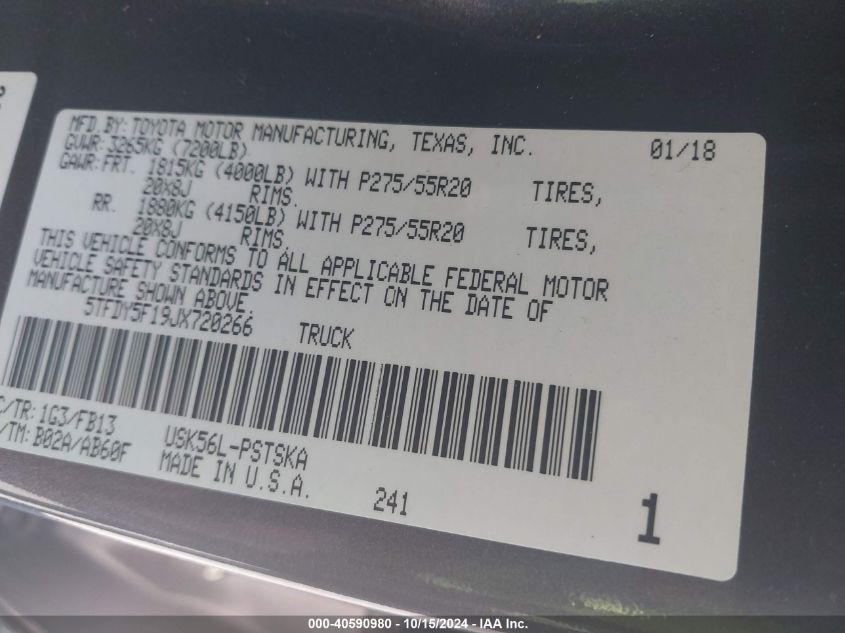 MFD BY: TOYOTA MOTOR MANUFACTURING, TEXAS, INC. 01/18
GVWR: 3265KG (7200LB)
GAWR: FRT. 1815KG (4000LB) WITH P275/55R20 TIRES,
20X8J RIMS.
RR. 1880KG (4150LB) WITH P275/55R20 TIRES,
20X8J RIMS.
THIS VEHICLE CONFORMS TO ALL APPLICABLE FEDERAL MOTOR
VEHICLE SAFETY STANDARDS IN EFFECT ON THE DATE OF
MANUFACTURE SHOWN ABOVE.
5TFDY5F19JX720266 TRUCK
C/TR: 1G3/FB13
/TM: B02A/AB60F
USK56L-PSTSKA
MADE IN U.S.A.
241
1
000-40590980 - 10/15/2024 - IAA Inc.